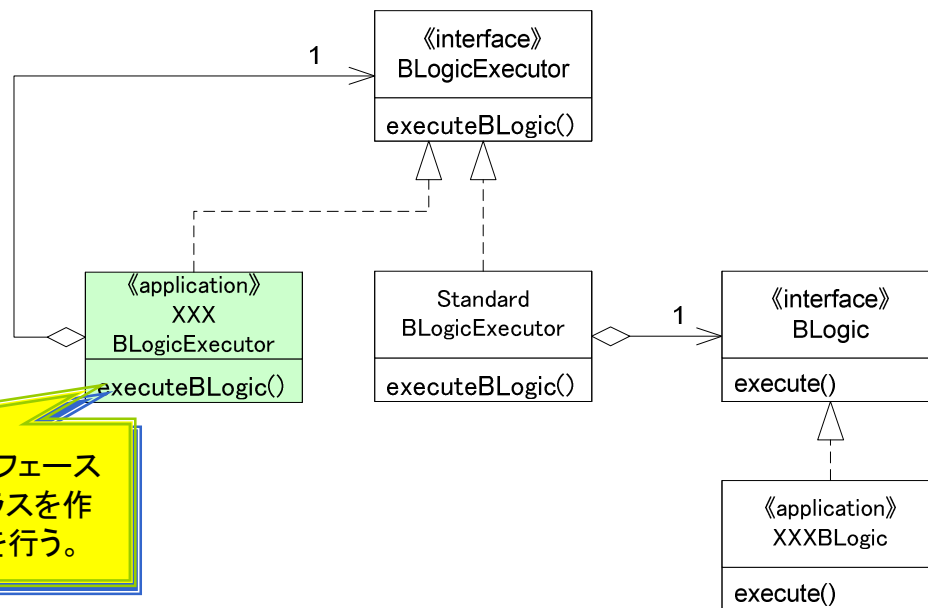 1
《interface》
BLogicExecutor
executeBLogic()
《application》
XXX
BLogicExecutor
executeBLogic()
Standard
BLogicExecutor
executeBLogic()
1
《interface》
BLogic
execute()
《application》
XXXBLogic
execute()
フェース
ラスを作
を行う。